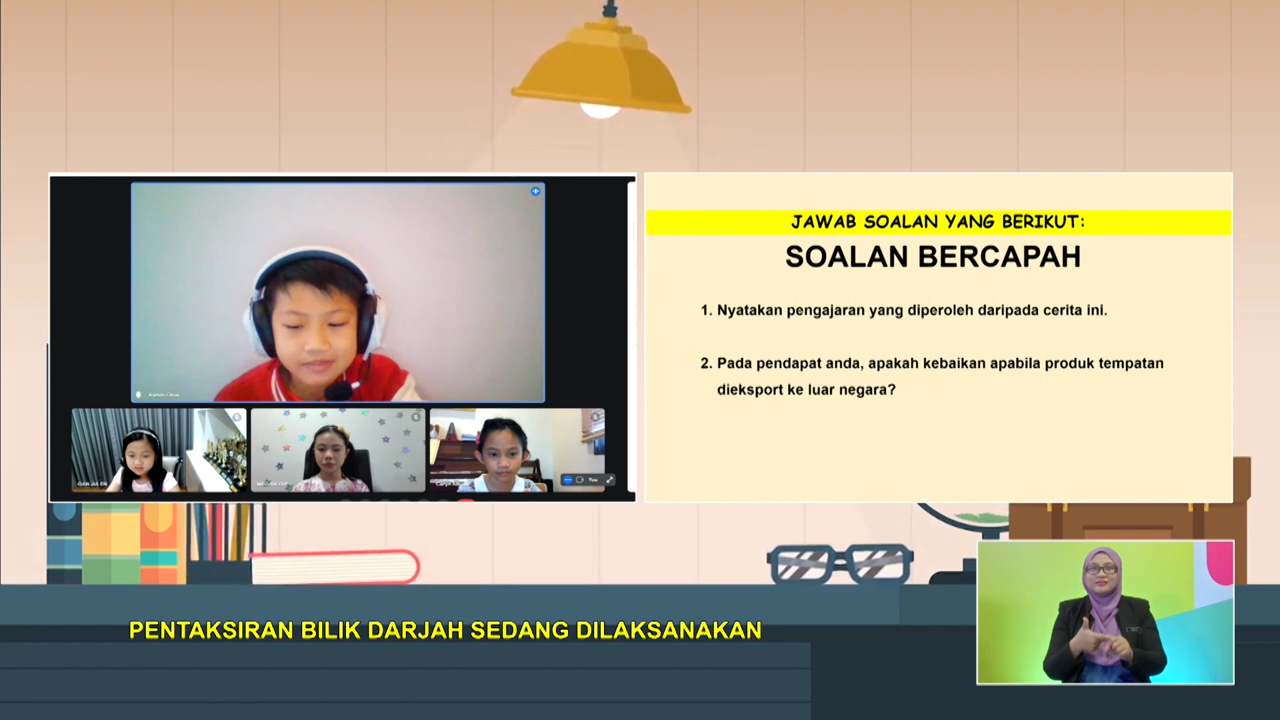 JAWAB SOALAN YANG BERIKUT:
SOALAN BERCAPAH
1. Nyatakan pengajaran yang diperoleh daripada cerita ini.
2. Pada pendapat anda, apakah kebaikan apabila produk tempatan
dieksport ke luar negara?
You
PENTAKSIRAN BILIK DARJAH SEDANG DILAKSANAKAN